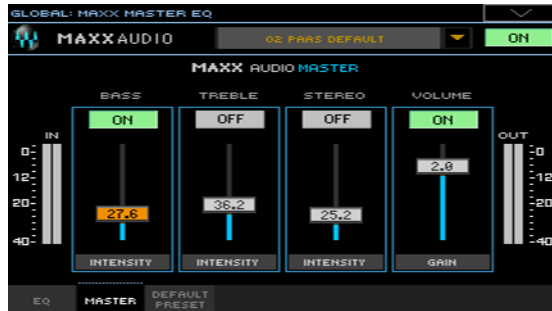 GLOBAL: MAXX MASTER EQ
MAXXAUDIO
02 PAAS DEFAULT
ON
MAXX AUDIO MASTER
BASS
TREBLE
STEREO
VOLUME
IN
ON
OFF
OFF
ON
OUT
0
12
20
40
27.6
36.2
25.2
2.0
-0
-12
-20
-40
INTENSITY
INTENSITY
INTENSITY
GAIN
EQ
MASTER
DEFAULT
PRESET